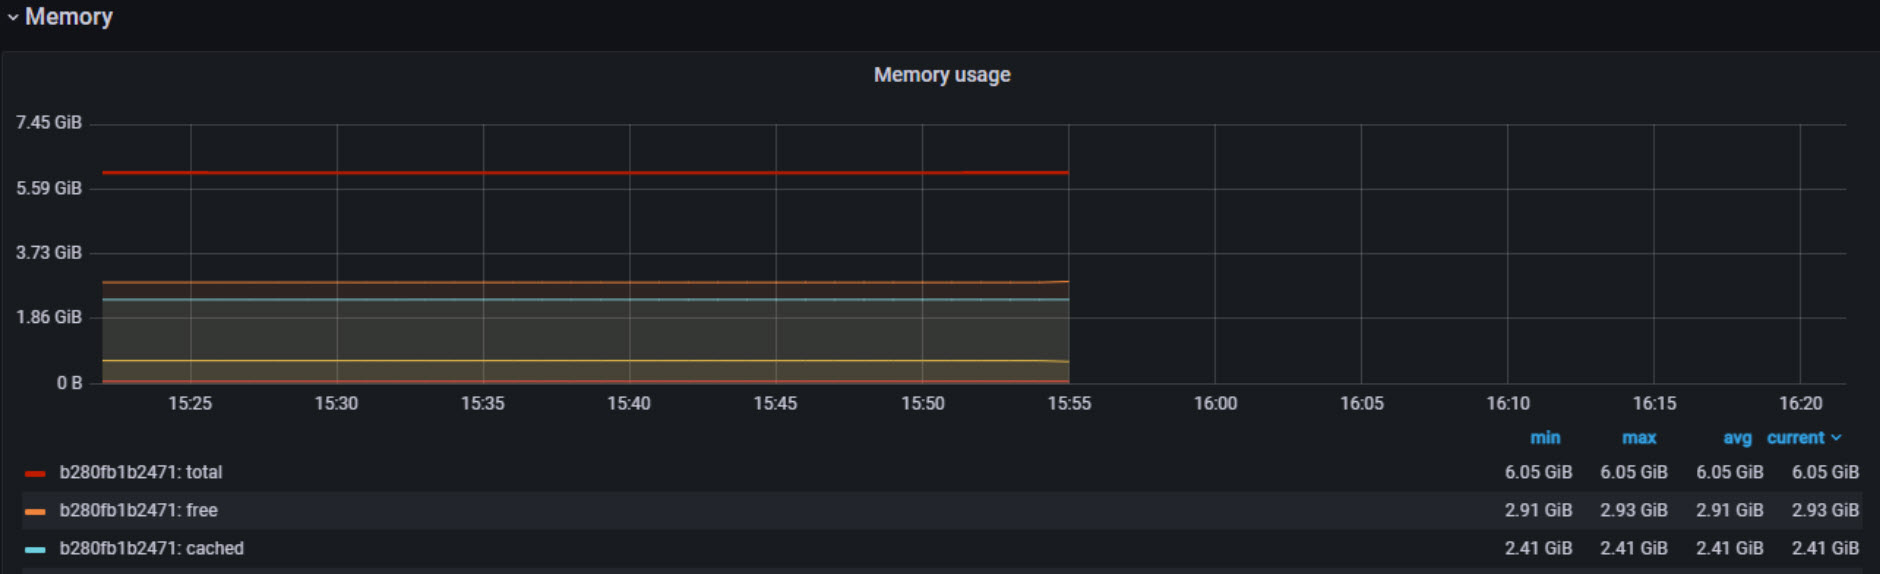 Memory
Memory usage
7.45 GiB
5.59 GiB
3.73 GiB
1.86 GiB
0 B
15:25 15:30 15:35 15:40 15:45 15:50 15:55 16:00 16:05 16:10 16:15 16:20
min max avg current
b280fb1b2471: total 6.05 GiB 6.05 GiB 6.05 GiB 6.05 GiB
b280fb1b2471: free 2.91 GiB 2.93 GiB 2.91 GiB 2.93 GiB
b280fb1b2471: cached 2.41 GiB 2.41 GiB 2.41 GiB 2.41 GiB